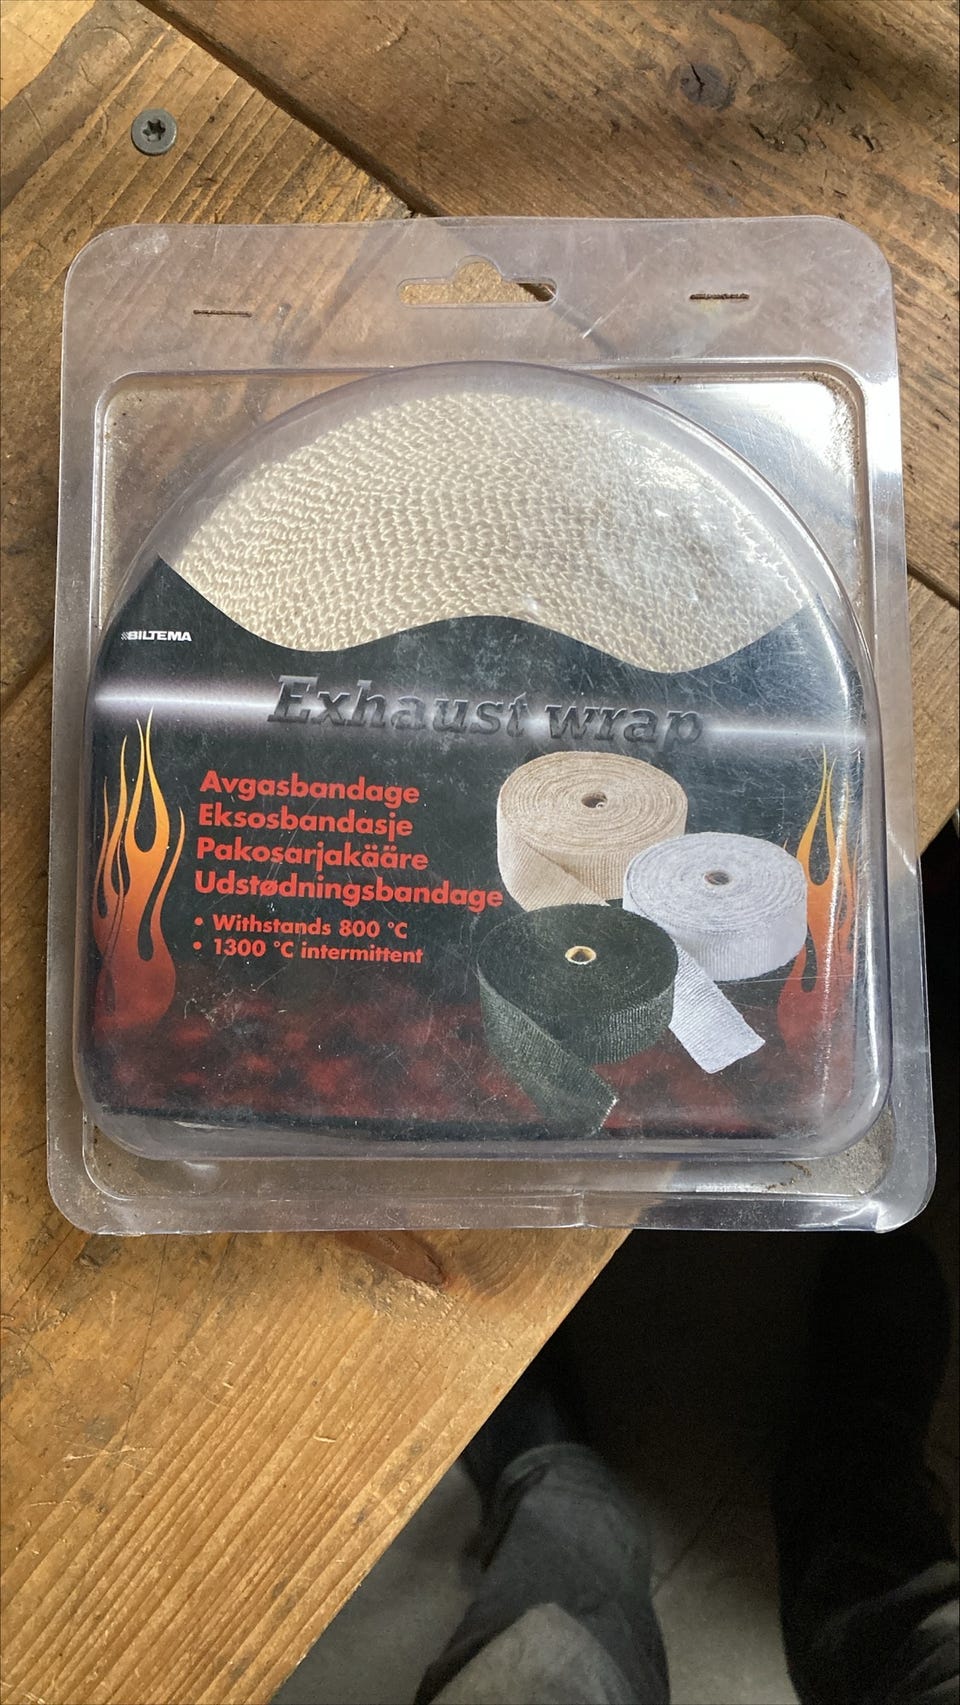 BILTEMA
Exhaust wrap
Avgasbandage
Eksosbandasje
Pakosarjakääre
Udstødningsbandage
• Withstands 800 °C
• 1300 °C intermittent